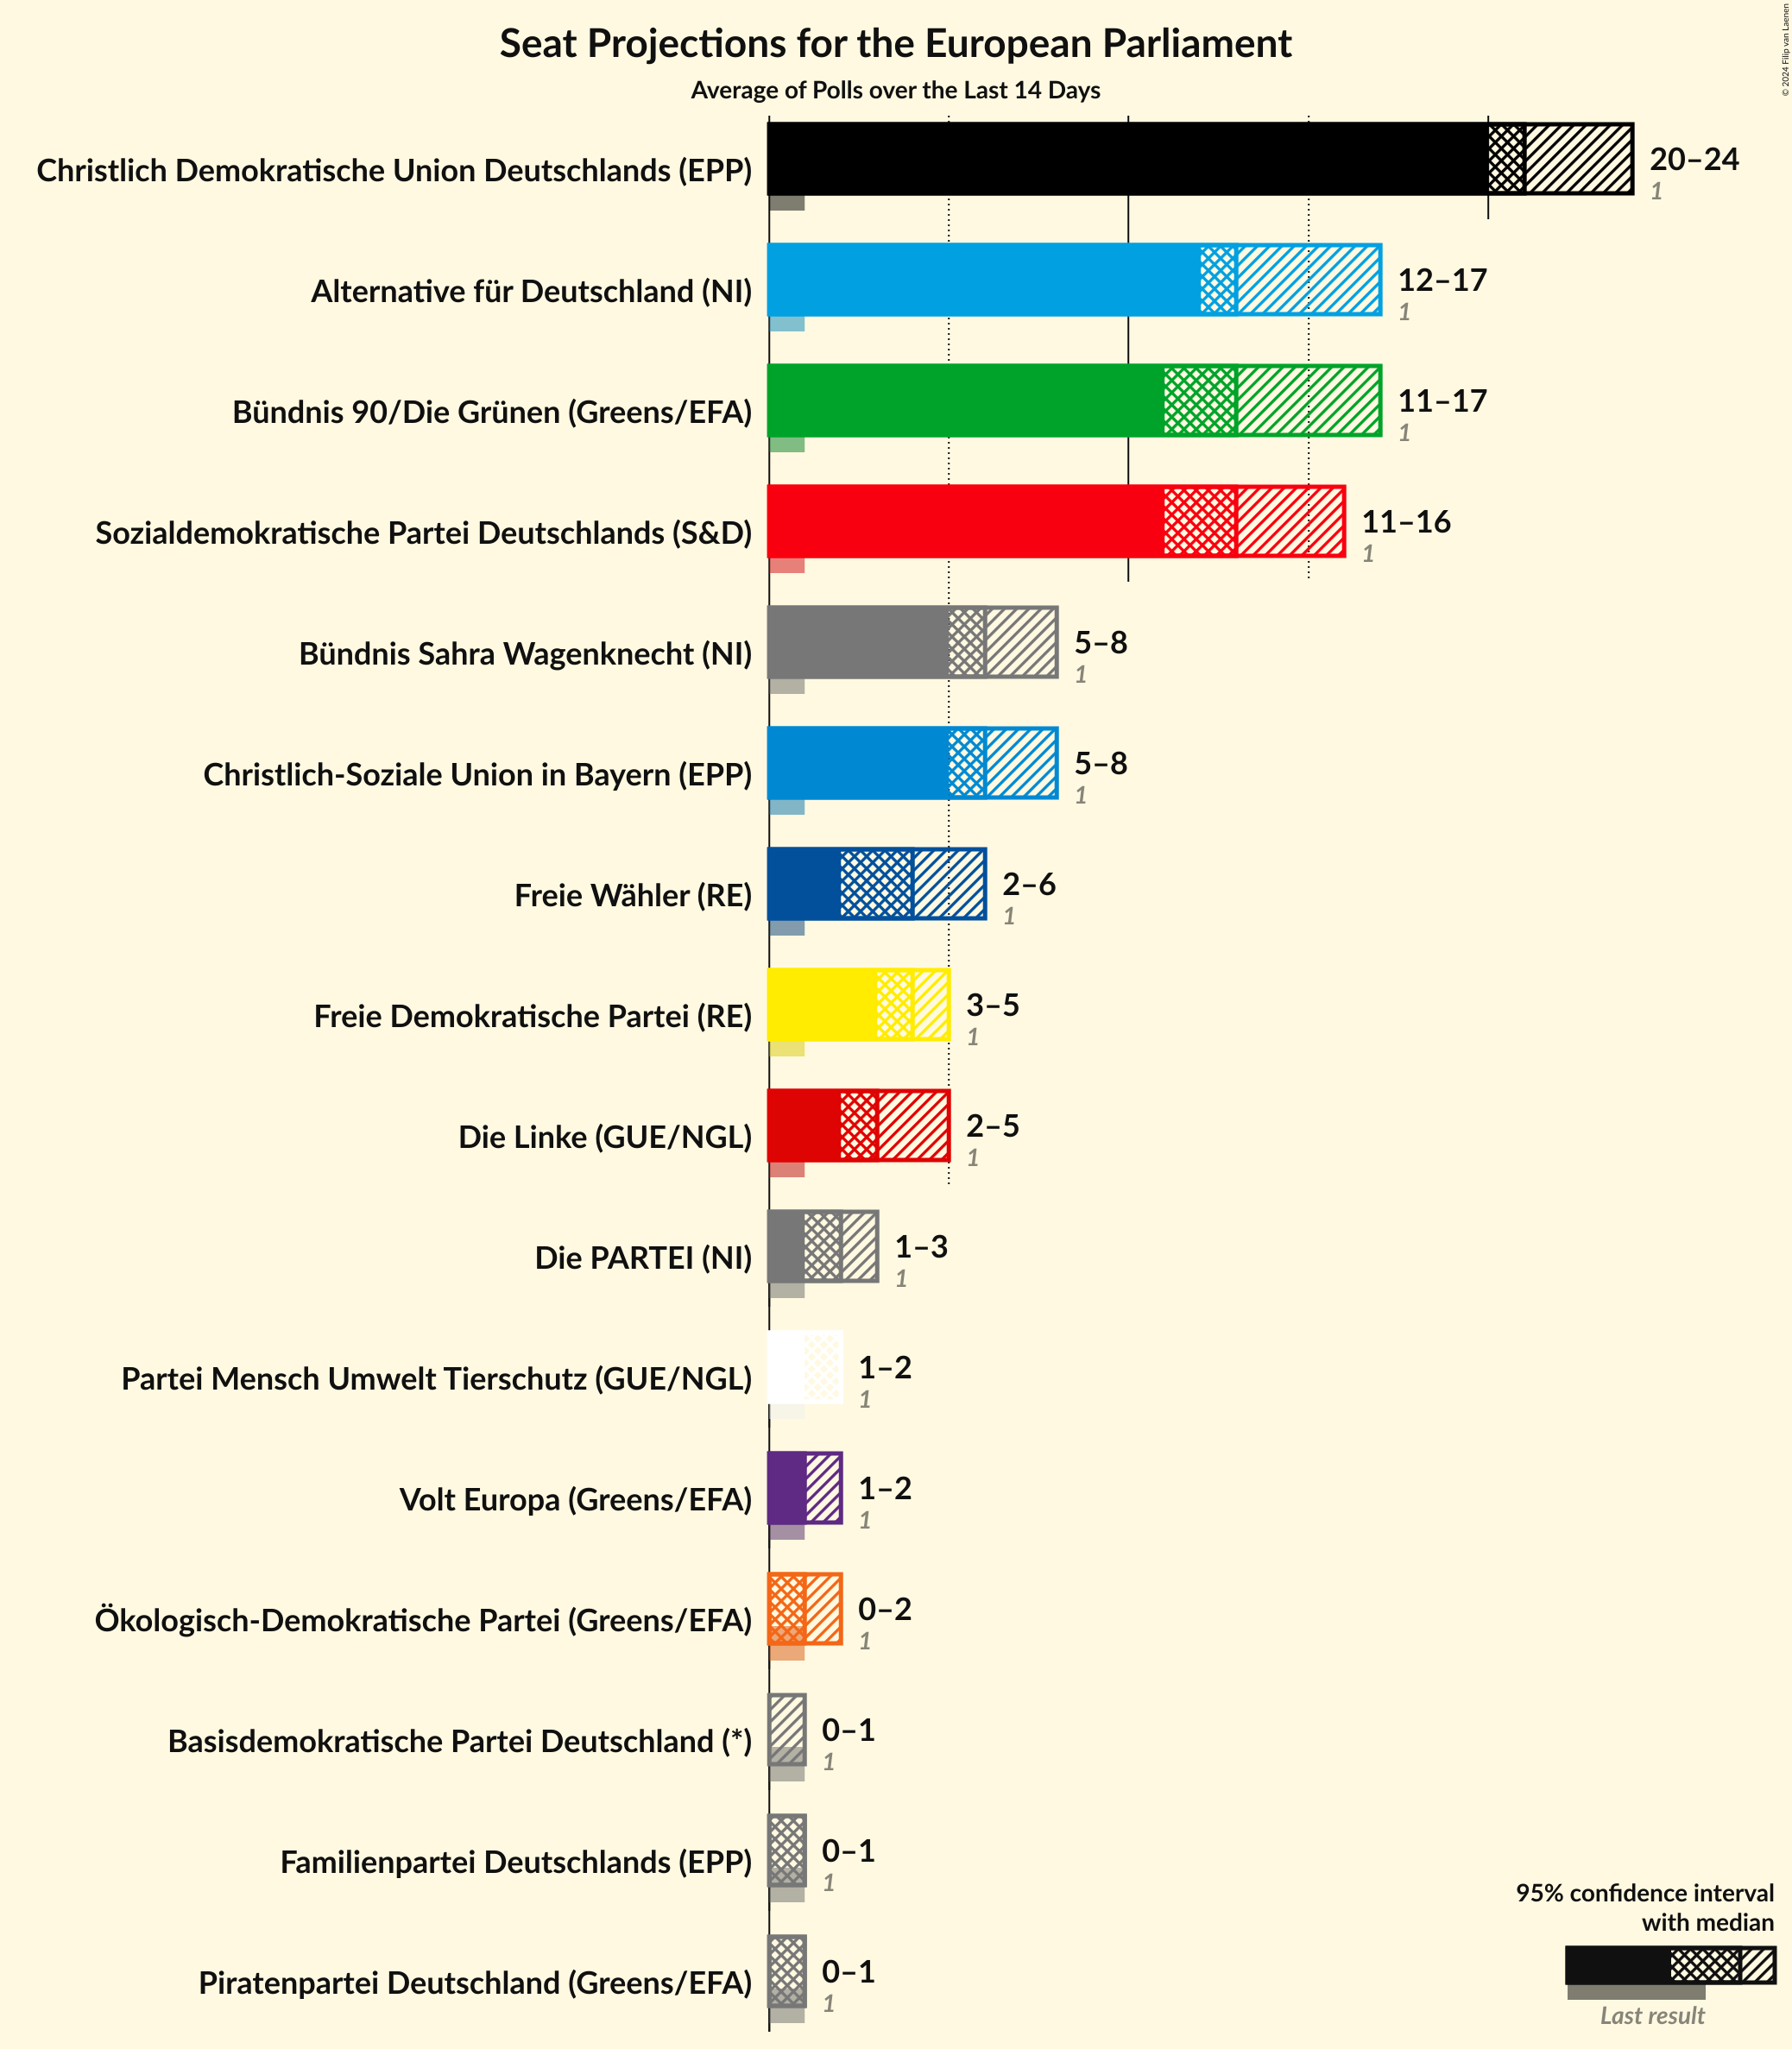 Seat Projections for the European Parliament
Average of Polls over the Last 14 Days
© 2024 Filip van Laenen
Christlich Demokratische Union Deutschlands (EPP)
20–24
1
Alternative für Deutschland (NI)
12–17
1
Bündnis 90/Die Grünen (Greens/EFA)
11–17
1
Sozialdemokratische Partei Deutschlands (S&D)
11–16
1
Bündnis Sahra Wagenknecht (NI)
5–8
1
Christlich-Soziale Union in Bayern (EPP)
5–8
1
Freie Wähler (RE)
2–6
1
Freie Demokratische Partei (RE)
3–5
1
Die Linke (GUE/NGL)
2–5
1
Die PARTEI (NI)
1–3
1
Partei Mensch Umwelt Tierschutz (GUE/NGL)
1–2
1
Volt Europa (Greens/EFA)
1–2
1
Ökologisch-Demokratische Partei (Greens/EFA)
0–2
1
Basisdemokratische Partei Deutschland (*)
0–1
1
Familienpartei Deutschlands (EPP)
0–1
1
Piratenpartei Deutschland (Greens/EFA)
0–1
1
95% confidence interval
with median
Last result